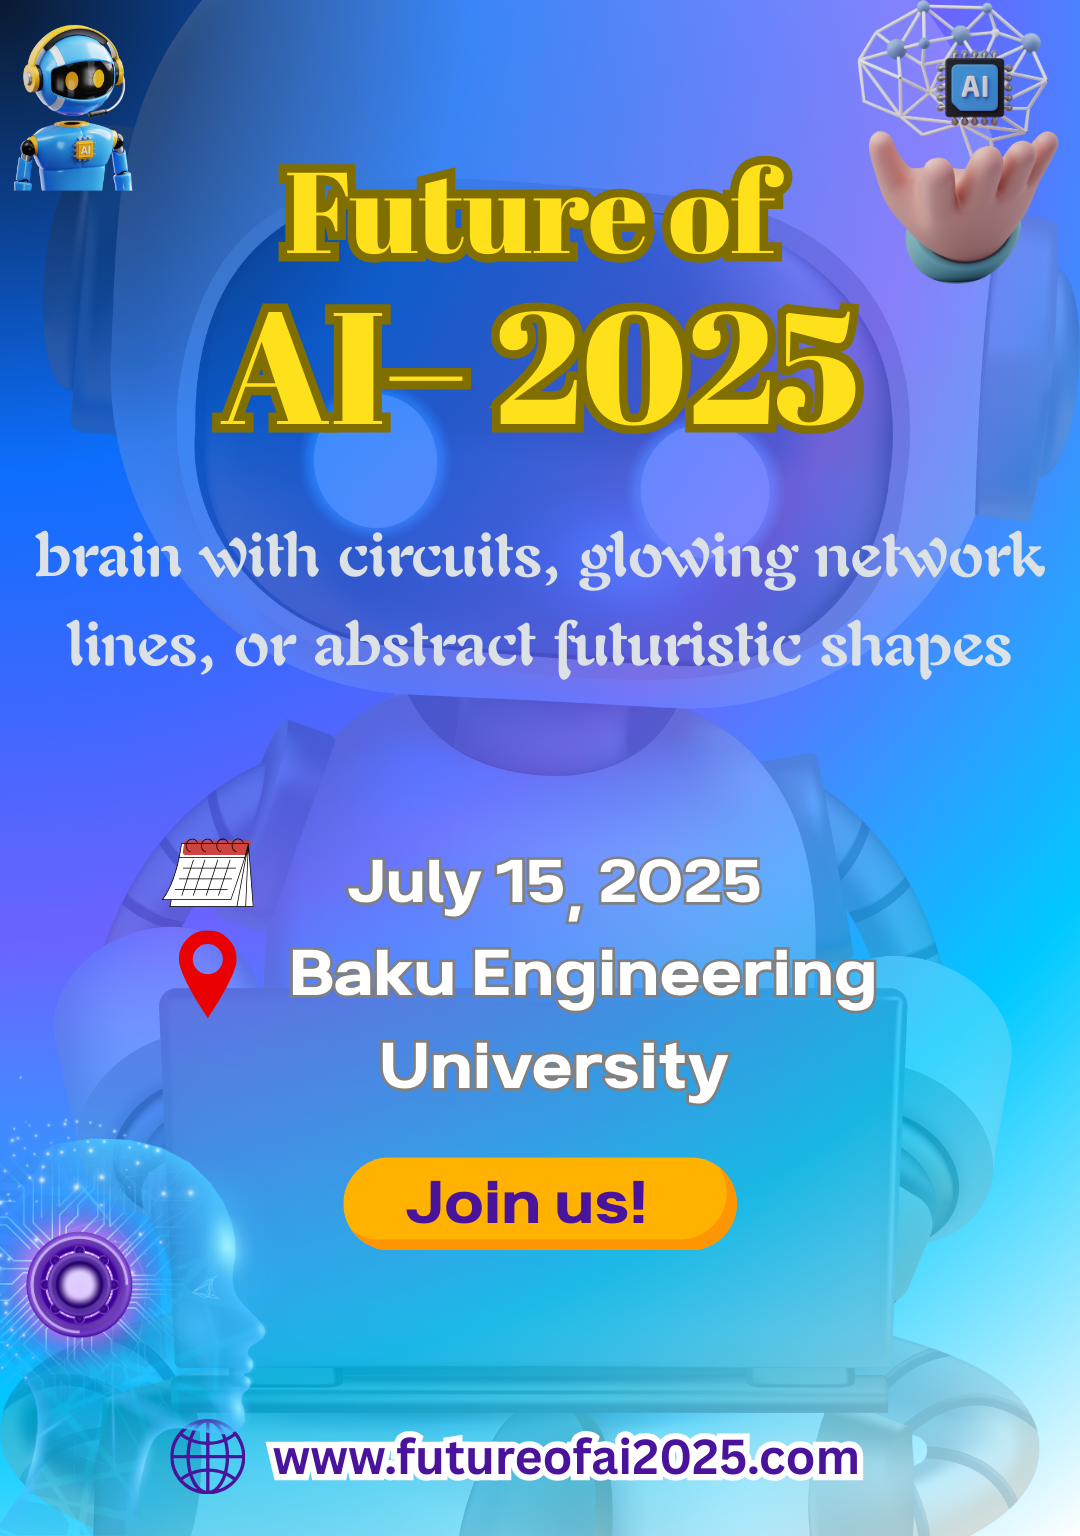 AI
AI
Future of
AI– 2025
brain with circuits, glowing network
lines, or abstract futuristic shapes
July 15, 2025
Baku Engineering
University
Join us!
www.futureofai2025.com